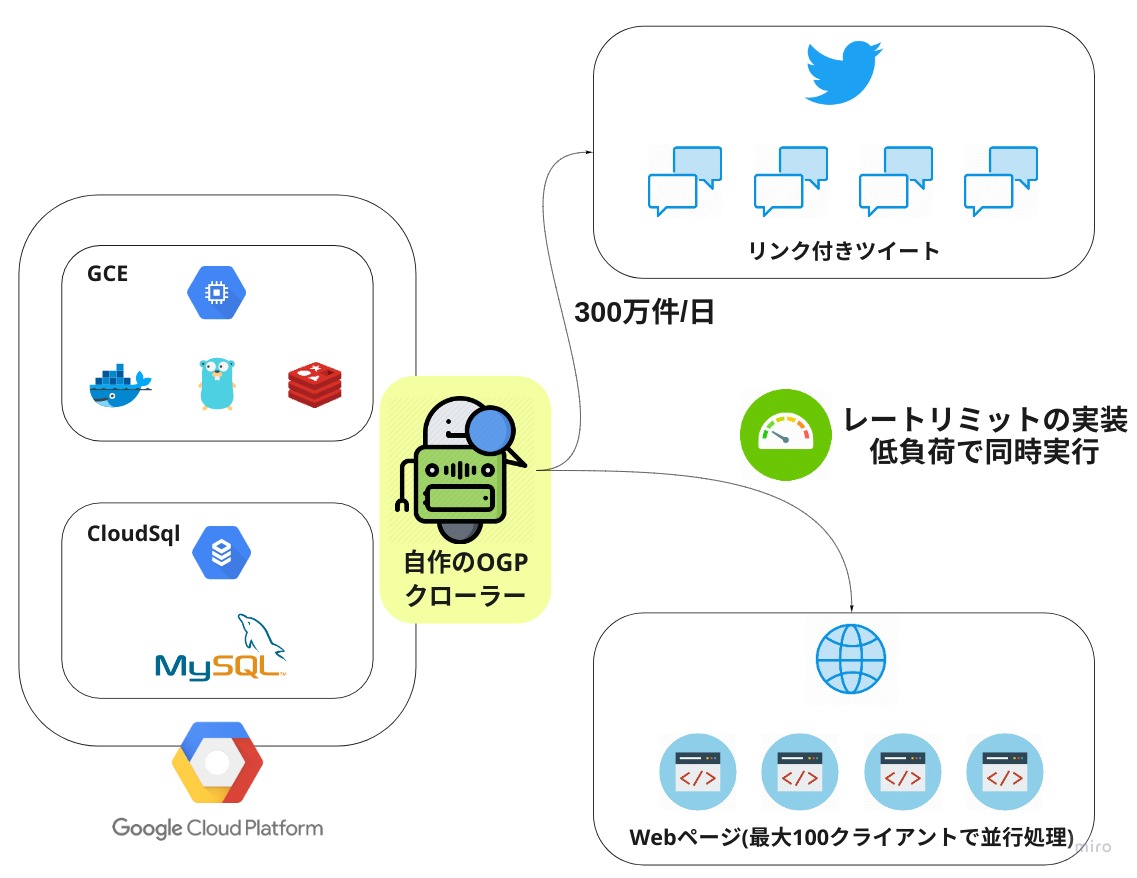 リンク付きツイート
300万件/日
GCE
レートリミットの実装
低負荷で同時実行
CloudSql
自作のOGP
クローラー
MySQL™
Google Cloud Platform
Webページ(最大100クライアントで並行処理)
miro